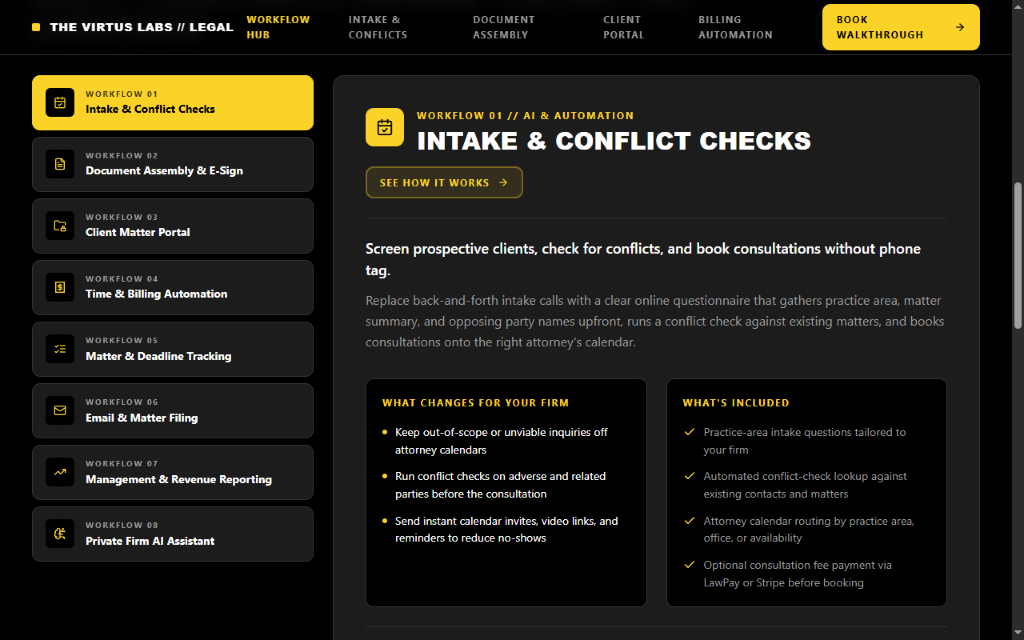 THE VIRTUS LABS // LEGAL
WORKFLOW
HUB
INTAKE &
CONFLICTS
DOCUMENT
ASSEMBLY
CLIENT
PORTAL
BILLING
AUTOMATION
BOOK
WALKTHROUGH
WORKFLOW 01
Intake & Conflict Checks
WORKFLOW 02
Document Assembly & E-Sign
WORKFLOW 03
Client Matter Portal
WORKFLOW 04
Time & Billing Automation
WORKFLOW 05
Matter & Deadline Tracking
WORKFLOW 06
Email & Matter Filing
WORKFLOW 07
Management & Revenue Reporting
WORKFLOW 08
Private Firm AI Assistant
WORKFLOW 01 // AI & AUTOMATION
INTAKE & CONFLICT CHECKS
SEE HOW IT WORKS →
Screen prospective clients, check for conflicts, and book consultations without phone
tag.
Replace back-and-forth intake calls with a clear online questionnaire that gathers practice area, matter
summary, and opposing party names upfront, runs a conflict check against existing matters, and books
consultations onto the right attorney's calendar.
WHAT CHANGES FOR YOUR FIRM
Keep out-of-scope or unviable inquiries off
attorney calendars
Run conflict checks on adverse and related
parties before the consultation
Send instant calendar invites, video links, and
reminders to reduce no-shows
WHAT'S INCLUDED
Practice-area intake questions tailored to
your firm
Automated conflict-check lookup against
existing contacts and matters
Attorney calendar routing by practice area,
office, or availability
Optional consultation fee payment via
LawPay or Stripe before booking